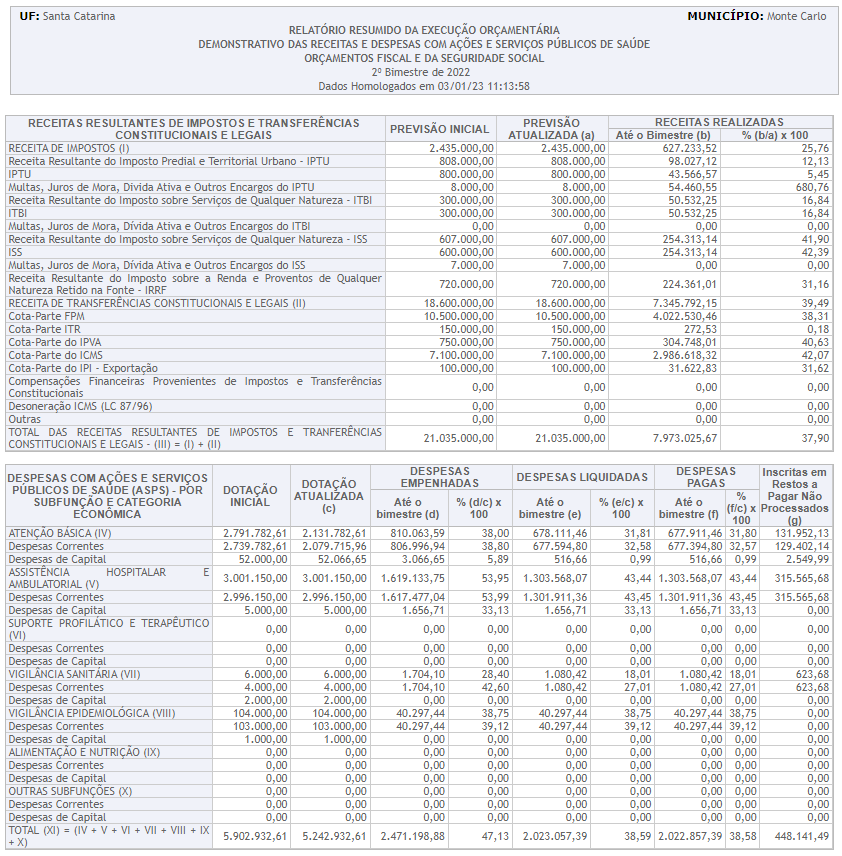 UF: Santa Catarina MUNICÍPIO: Monte Carlo
RELATÓRIO RESUMIDO DA EXECUÇÃO ORÇAMENTÁRIA
DEMONSTRATIVO DAS RECEITAS E DESPESAS COM AÇÕES E SERVIÇOS PÚBLICOS DE SAÚDE
ORÇAMENTOS FISCAL E DA SEGURIDADE SOCIAL
2º Bimestre de 2022
Dados Homologados em 03/01/23 11:13:58
RECEITAS RESULTANTES DE IMPOSTOS E TRANSFERÊNCIAS CONSTITUCIONAIS E LEGAIS PREVISÃO INICIAL PREVISÃO ATUALIZADA (a) RECEITAS REALIZADAS
Até o Bimestre (b) % (b/a) x 100
RECEITA DE IMPOSTOS (I) 2.435.000,00 2.435.000,00 627.233,52 25,76
Receita Resultante do Imposto Predial e Territorial Urbano - IPTU 808.000,00 808.000,00 98.027,12 12,13
IPTU 800.000,00 800.000,00 43.566,57 5,45
Multas, Juros de Mora, Dívida Ativa e Outros Encargos do IPTU 8.000,00 8.000,00 54.460,55 680,76
Receita Resultante do Imposto sobre Serviços de Qualquer Natureza - ITBI 300.000,00 300.000,00 50.532,25 16,84
ITBI 300.000,00 300.000,00 50.532,25 16,84
Multas, Juros de Mora, Dívida Ativa e Outros Encargos do ITBI 0,00 0,00 0,00 0,00
Receita Resultante do Imposto sobre Serviços de Qualquer Natureza - ISS 607.000,00 607.000,00 254.313,14 41,90
ISS 600.000,00 600.000,00 254.313,14 42,39
Multas, Juros de Mora, Dívida Ativa e Outros Encargos do ISS 7.000,00 7.000,00 0,00 0,00
Receita Resultante do Imposto sobre a Renda e Proventos de Qualquer Natureza Retido na Fonte - IRRF 720.000,00 720.000,00 224.361,01 31,16
RECEITA DE TRANSFERÊNCIAS CONSTITUCIONAIS E LEGAIS (II) 18.600.000,00 18.600.000,00 7.345.792,15 39,49
Cota-Parte FPM 10.500.000,00 10.500.000,00 4.022.530,46 38,31
Cota-Parte ITR 150.000,00 150.000,00 272,53 0,18
Cota-Parte do IPVA 750.000,00 750.000,00 304.748,01 40,63
Cota-Parte do ICMS 7.100.000,00 7.100.000,00 2.986.618,32 42,07
Cota-Parte do IPI - Exportação 100.000,00 100.000,00 31.622,83 31,62
Compensações Financeiras Provenientes de Impostos e Transferências Constitucionais 0,00 0,00 0,00 0,00
Desoneração ICMS (LC 87/96) 0,00 0,00 0,00 0,00
Outras 0,00 0,00 0,00 0,00
TOTAL DAS RECEITAS RESULTANTES DE IMPOSTOS E TRANFERÊNCIAS CONSTITUCIONAIS E LEGAIS - (III) = (I) + (II) 21.035.000,00 21.035.000,00 7.973.025,67 37,90
DESPESAS COM AÇÕES E SERVIÇOS PÚBLICOS DE SAÚDE (ASPS) - POR SUBFUNÇÃO E CATEGORIA ECONÔMICA DOTAÇÃO INICIAL DOTAÇÃO ATUALIZADA (c) DESPESAS EMPENHADAS DESPESAS LIQUIDADAS DESPESAS PAGAS Inscritas em Restos a Pagar Não Processados (g)
Até o bimestre (d) % (d/c) x 100 Até o bimestre (e) % (e/c) x 100 Até o bimestre (f) % (f/c) x 100
ATENÇÃO BÁSICA (IV) 2.791.782,61 2.131.782,61 810.063,59 38,00 678.111,46 31,81 677.911,46 31,80 131.952,13
Despesas Correntes 2.739.782,61 2.079.715,96 806.996,94 38,80 677.594,80 32,58 677.394,80 32,57 129.402,14
Despesas de Capital 52.000,00 52.066,65 3.066,65 5,89 516,66 0,99 516,66 0,99 2.549,99
ASSISTÊNCIA HOSPITALAR E AMBULATORIAL (V) 3.001.150,00 3.001.150,00 1.619.133,75 53,95 1.303.568,07 43,44 1.303.568,07 43,44 315.565,68
Despesas Correntes 2.996.150,00 2.996.150,00 1.617.477,04 53,99 1.301.911,36 43,45 1.301.911,36 43,45 315.565,68
Despesas de Capital 5.000,00 5.000,00 1.656,71 33,13 1.656,71 33,13 1.656,71 33,13 0,00
SUPORTE PROFILÁTICO E TERAPÊUTICO (VI) 0,00 0,00 0,00 0,00 0,00 0,00 0,00 0,00 0,00
Despesas Correntes 0,00 0,00 0,00 0,00 0,00 0,00 0,00 0,00 0,00
Despesas de Capital 0,00 0,00 0,00 0,00 0,00 0,00 0,00 0,00 0,00
VIGILÂNCIA SANITÁRIA (VII) 6.000,00 6.000,00 1.704,10 28,40 1.080,42 18,01 1.080,42 18,01 623,68
Despesas Correntes 4.000,00 4.000,00 1.704,10 42,60 1.080,42 27,01 1.080,42 27,01 623,68
Despesas de Capital 2.000,00 2.000,00 0,00 0,00 0,00 0,00 0,00 0,00 0,00
VIGILÂNCIA EPIDEMIOLÓGICA (VIII) 104.000,00 104.000,00 40.297,44 38,75 40.297,44 38,75 40.297,44 38,75 0,00
Despesas Correntes 103.000,00 103.000,00 40.297,44 39,12 40.297,44 39,12 40.297,44 39,12 0,00
Despesas de Capital 1.000,00 1.000,00 0,00 0,00 0,00 0,00 0,00 0,00 0,00
ALIMENTAÇÃO E NUTRIÇÃO (IX) 0,00 0,00 0,00 0,00 0,00 0,00 0,00 0,00 0,00
Despesas Correntes 0,00 0,00 0,00 0,00 0,00 0,00 0,00 0,00 0,00
Despesas de Capital 0,00 0,00 0,00 0,00 0,00 0,00 0,00 0,00 0,00
OUTRAS SUBFUNÇÕES (X) 0,00 0,00 0,00 0,00 0,00 0,00 0,00 0,00 0,00
Despesas Correntes 0,00 0,00 0,00 0,00 0,00 0,00 0,00 0,00 0,00
Despesas de Capital 0,00 0,00 0,00 0,00 0,00 0,00 0,00 0,00 0,00
TOTAL (XI) = (IV + V + VI + VII + VIII + IX + X) 5.902.932,61 5.242.932,61 2.471.198,88 47,13 2.023.057,39 38,59 2.022.857,39 38,58 448.141,49